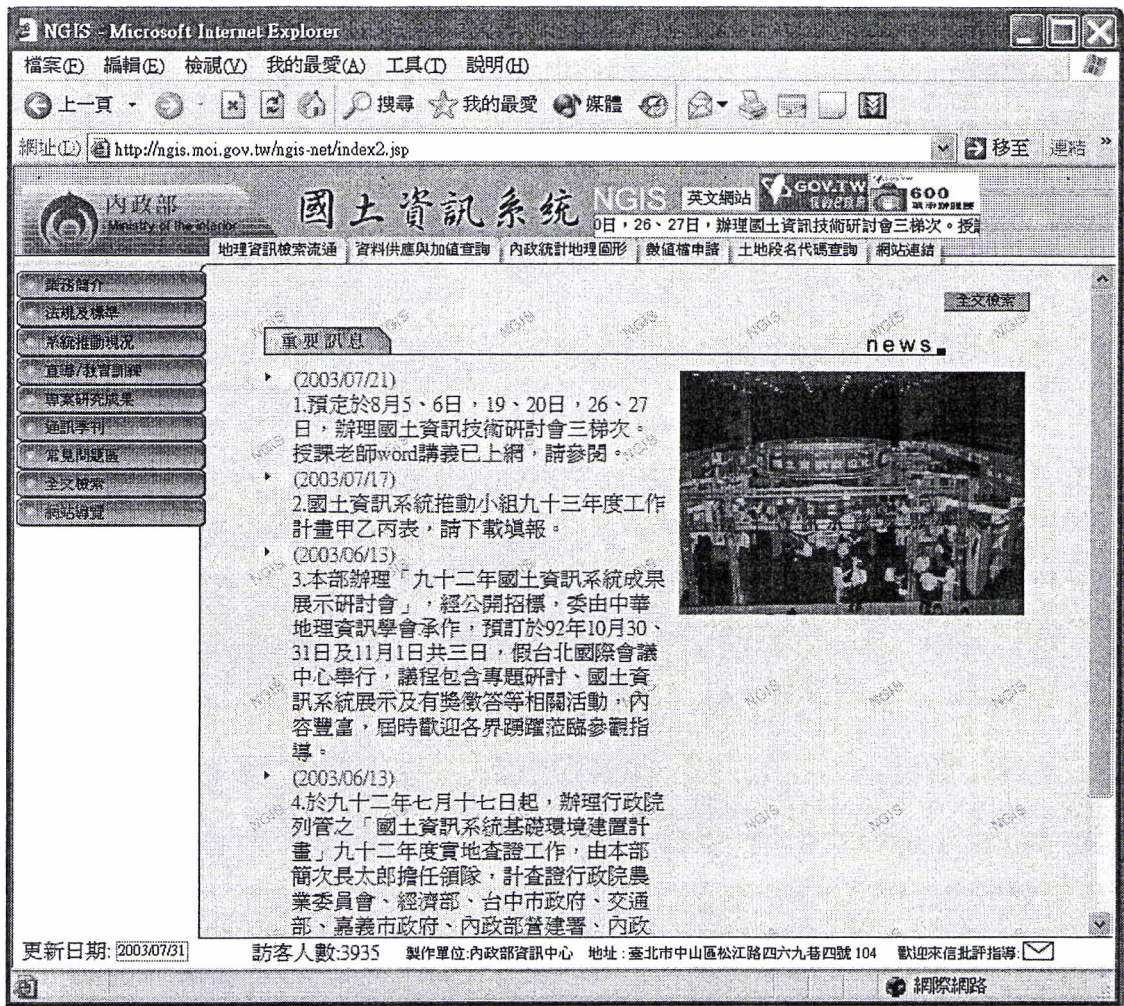 NGIS - Microsoft Internet Explorer
檔案(F) 編輯(E) 檢視(V) 我的最愛(A) 工具(T) 說明(H)
上一頁 搜尋 我的最愛 媒體
網址(D) http://ngis.moi.gov.tw/ngis-net/index2.jsp 移至 連結 »
內政部
Ministry of the Interior
國土資訊系統 NGIS 英文網站 GOV.TW 600
0日,26、27日,辦理國土資訊技術研討會三梯次。授課
地理資訊檢索流通 資料供應與加值查詢 內政統計地理圖形 數值檔申請 土地段名代碼查詢 網站連結
業務簡介
法規及標準
系統推動現況
宣導/教育訓練
專案研究成果
通訊季刊
常見問題區
全文檢索
網站導覽
全文檢索
重要訊息
news
(2003/07/21)
1.預定於8月5、6日,19、20日,26、27
日,辦理國土資訊技術研討會三梯次。
授課老師word講義已上網,請參閱。
(2003/07/17)
2.國土資訊系統推動小組九十三年度工作
計畫甲乙丙表,請下載填報。
(2003/06/13)
3.本部辦理「九十二年國土資訊系統成果
展示研討會」,經公開招標,委由中華
地理資訊學會承作,預訂於92年10月30、
31日及11月1日共三日,假台北國際會議
中心舉行,議程包含專題研討、國土資
訊系統展示及有獎徵答等相關活動,內
容豐富,屆時歡迎各界踴躍蒞臨參觀指
導。
(2003/06/13)
4.於九十二年七月十七日起,辦理行政院
列管之「國土資訊系統基礎環境建置計
畫」九十二年度實地查證工作,由本部
簡次長太郎擔任領隊,計查證行政院農
業委員會、經濟部、台中市政府、交通
部、嘉義市政府、內政部營建署、內政
更新日期: 2003/07/31 訪客人數:3935 製作單位:內政部資訊中心 地址:臺北市中山區松江路四六九巷四號 104 歡迎來信批評指導:
網際網路